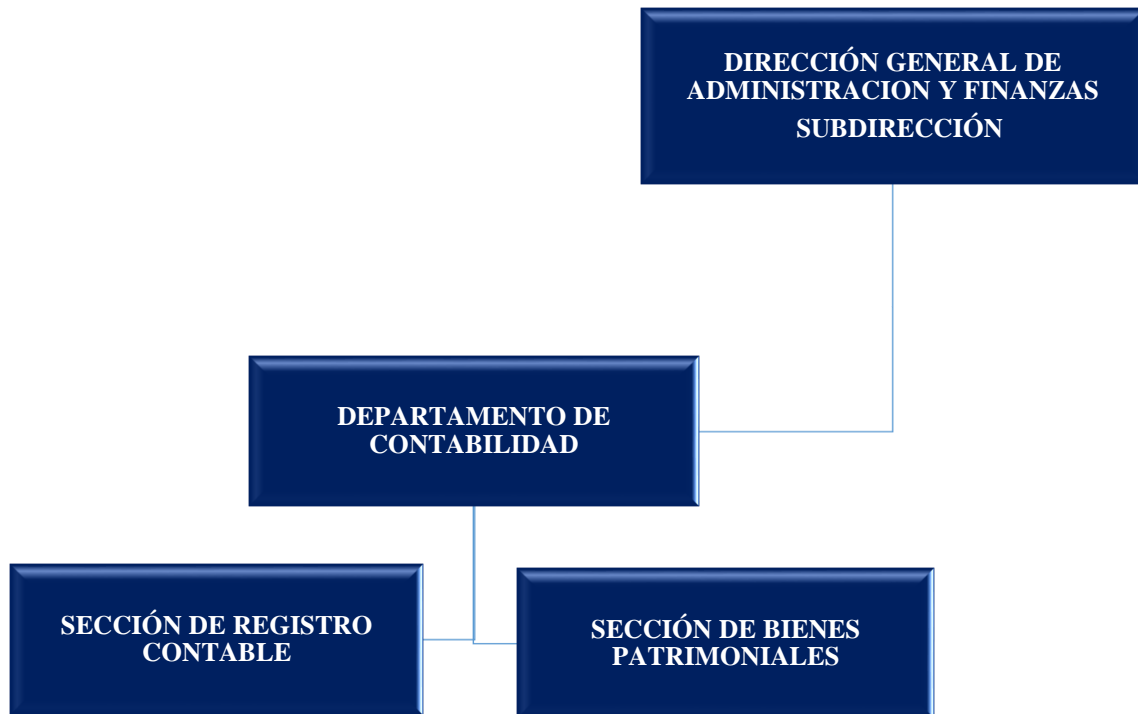 DIRECCIÓN GENERAL DE
ADMINISTRACION Y FINANZAS
SUBDIRECCIÓN
DEPARTAMENTO DE
CONTABILIDAD
SECCIÓN DE REGISTRO
CONTABLE
SECCIÓN DE BIENES
PATRIMONIALES